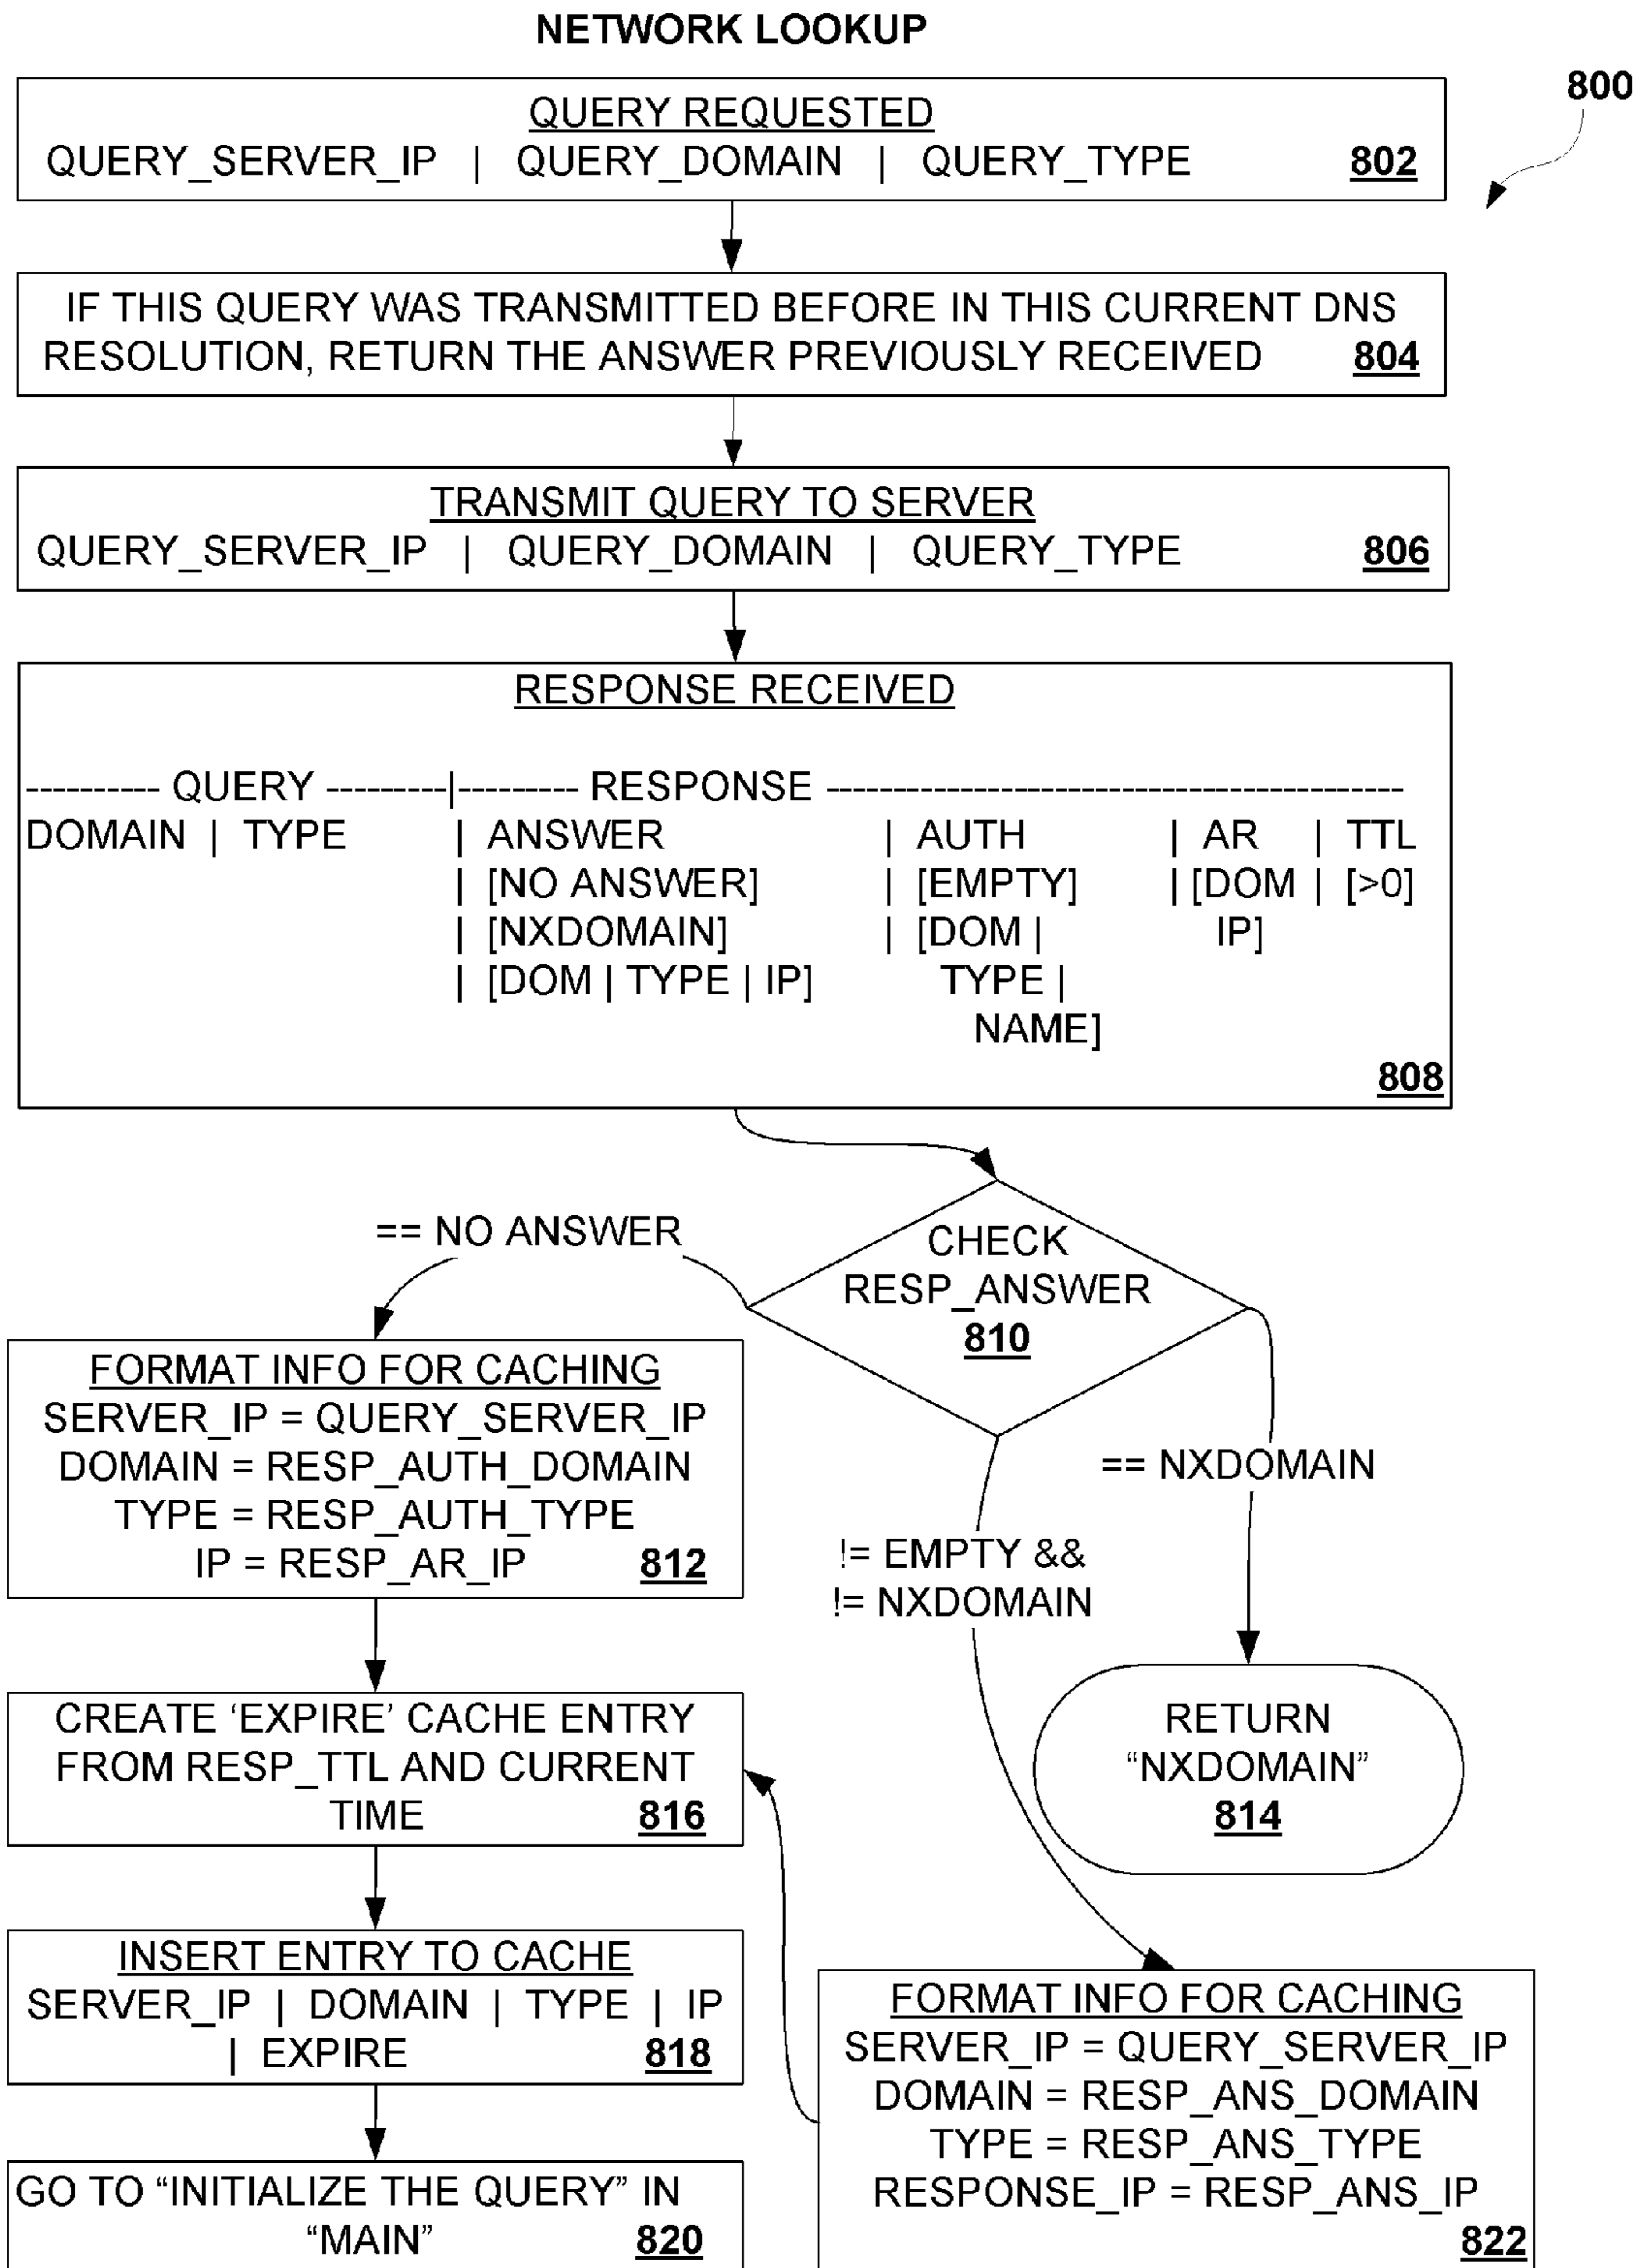 NETWORK LOOKUP
800
QUERY REQUESTED
QUERY_SERVER_IP | QUERY_DOMAIN | QUERY_TYPE 802
IF THIS QUERY WAS TRANSMITTED BEFORE IN THIS CURRENT DNS
RESOLUTION, RETURN THE ANSWER PREVIOUSLY RECEIVED 804
TRANSMIT QUERY TO SERVER
QUERY_SERVER_IP | QUERY_DOMAIN | QUERY_TYPE 806
RESPONSE RECEIVED
---------- QUERY ---------|--------- RESPONSE -------------------------------------------
DOMAIN | TYPE | ANSWER | AUTH | AR | TTL
| [NO ANSWER] | [EMPTY] | [DOM | [>0]
| [NXDOMAIN] | [DOM | IP]
| [DOM | TYPE | IP] TYPE |
NAME]
808
CHECK
RESP_ANSWER
810
== NO ANSWER
== NXDOMAIN
!= EMPTY &&
!= NXDOMAIN
FORMAT INFO FOR CACHING
SERVER_IP = QUERY_SERVER_IP
DOMAIN = RESP_AUTH_DOMAIN
TYPE = RESP_AUTH_TYPE
IP = RESP_AR_IP 812
RETURN
“NXDOMAIN”
814
CREATE ‘EXPIRE’ CACHE ENTRY
FROM RESP_TTL AND CURRENT
TIME 816
INSERT ENTRY TO CACHE
SERVER_IP | DOMAIN | TYPE | IP
| EXPIRE 818
GO TO “INITIALIZE THE QUERY” IN
“MAIN” 820
FORMAT INFO FOR CACHING
SERVER_IP = QUERY_SERVER_IP
DOMAIN = RESP_ANS_DOMAIN
TYPE = RESP_ANS_TYPE
RESPONSE_IP = RESP_ANS_IP
822